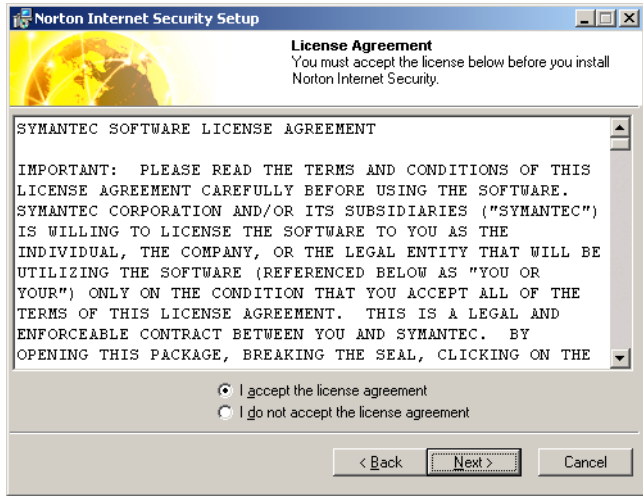 Norton Internet Security Setup
License Agreement
You must accept the license below before you install
Norton Internet Security.
SYMANTEC SOFTWARE LICENSE AGREEMENT
IMPORTANT:  PLEASE READ THE TERMS AND CONDITIONS OF THIS
LICENSE AGREEMENT CAREFULLY BEFORE USING THE SOFTWARE.
SYMANTEC CORPORATION AND/OR ITS SUBSIDIARIES ("SYMANTEC")
IS WILLING TO LICENSE THE SOFTWARE TO YOU AS THE
INDIVIDUAL, THE COMPANY, OR THE LEGAL ENTITY THAT WILL BE
UTILIZING THE SOFTWARE (REFERENCED BELOW AS "YOU OR
YOUR") ONLY ON THE CONDITION THAT YOU ACCEPT ALL OF THE
TERMS OF THIS LICENSE AGREEMENT.  THIS IS A LEGAL AND
ENFORCEABLE CONTRACT BETWEEN YOU AND SYMANTEC.  BY
OPENING THIS PACKAGE, BREAKING THE SEAL, CLICKING ON THE
I accept the license agreement
I do not accept the license agreement
< Back Next > Cancel